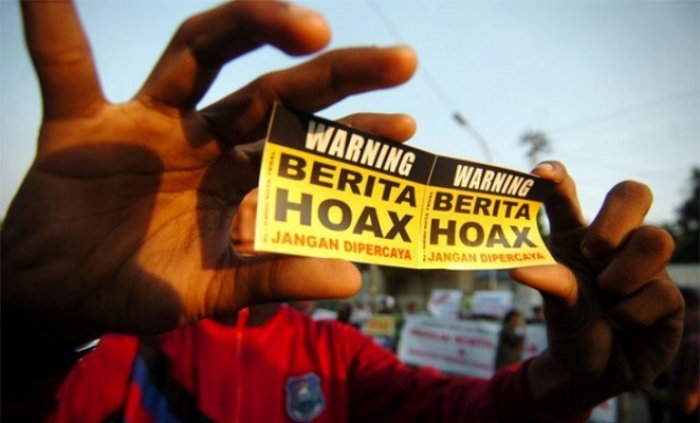 WARNING
BERITA
HOAX
JANGAN DIPERCAYA
WARNING
BERITA
HOAX
JANGAN DIPERCAYA